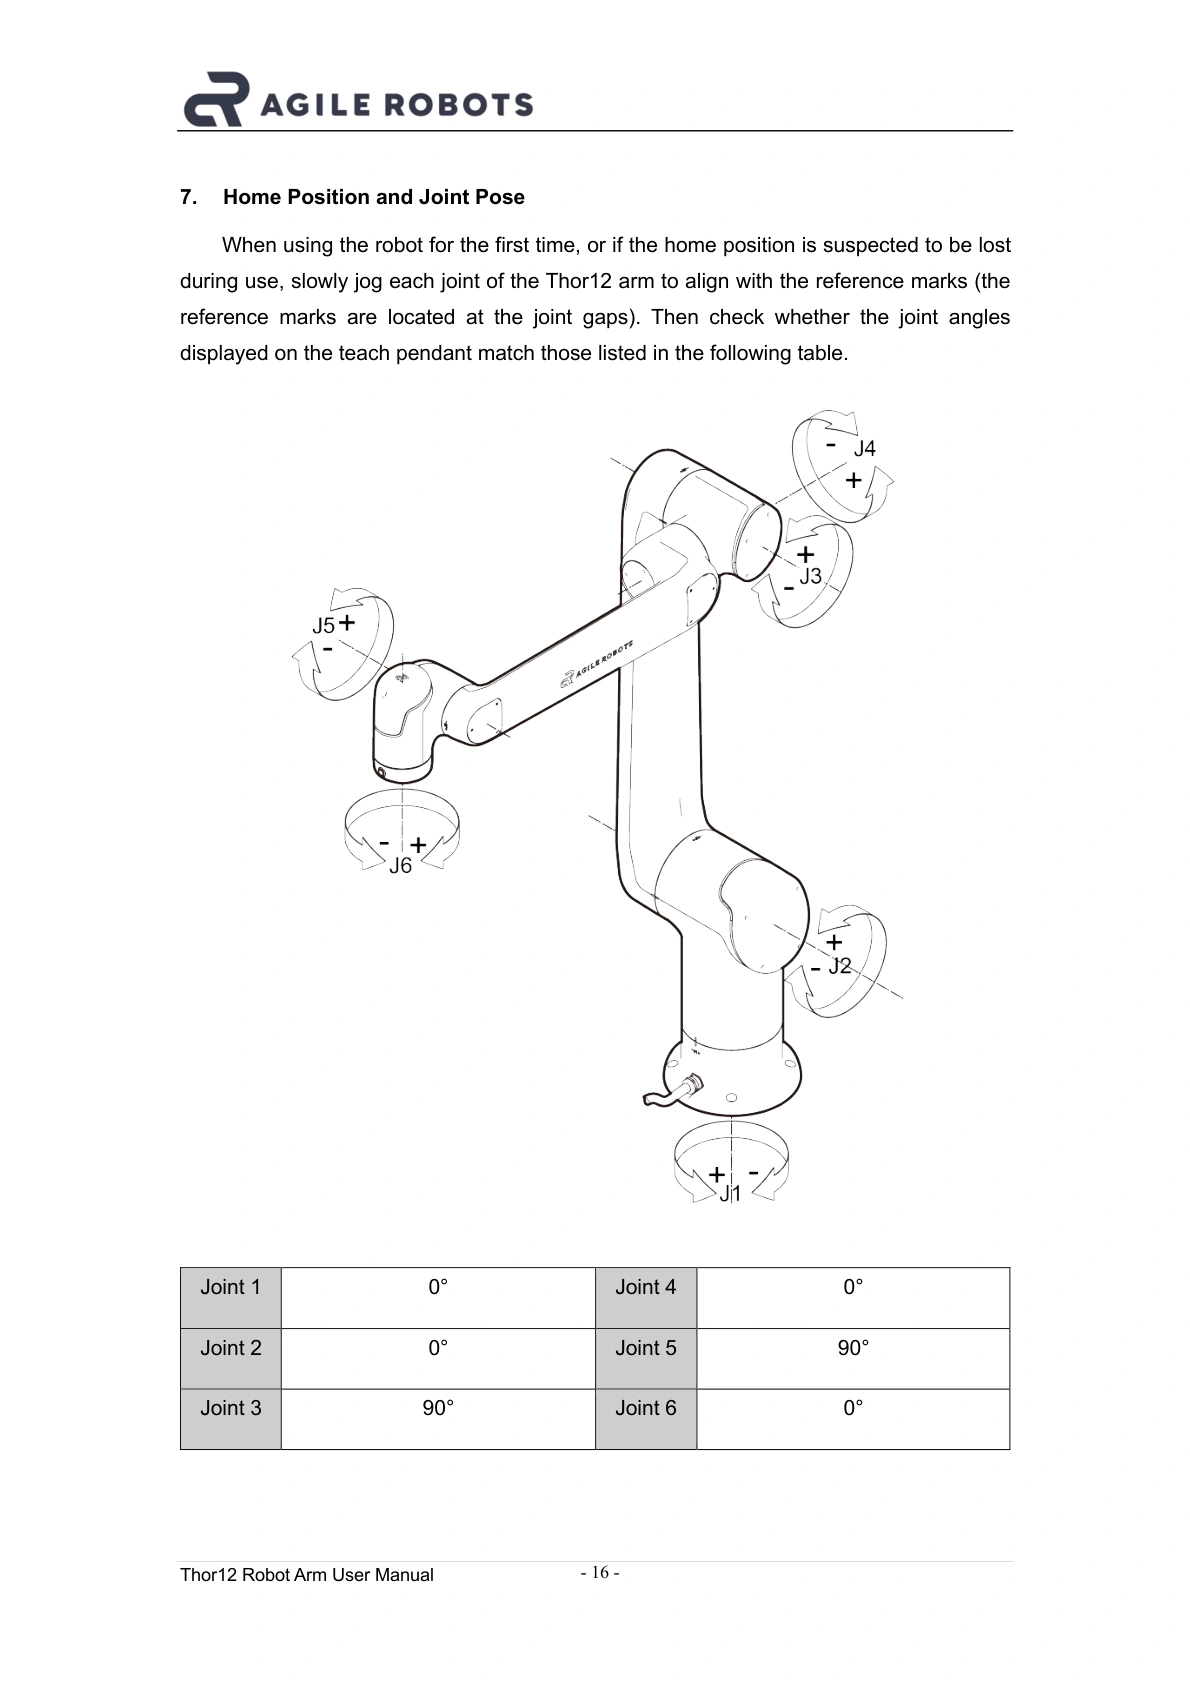 AGILE ROBOTS
7. Home Position and Joint Pose
When using the robot for the first time, or if the home position is suspected to be lost
during use, slowly jog each joint of the Thor12 arm to align with the reference marks (the
reference marks are located at the joint gaps). Then check whether the joint angles
displayed on the teach pendant match those listed in the following table.
- J4
+
+
J3
-
J5 +
-
AGILE ROBOTS
- +
J6
+
- J2
+ -
J1
Joint 1 0° Joint 4 0°
Joint 2 0° Joint 5 90°
Joint 3 90° Joint 6 0°
Thor12 Robot Arm User Manual - 16 -